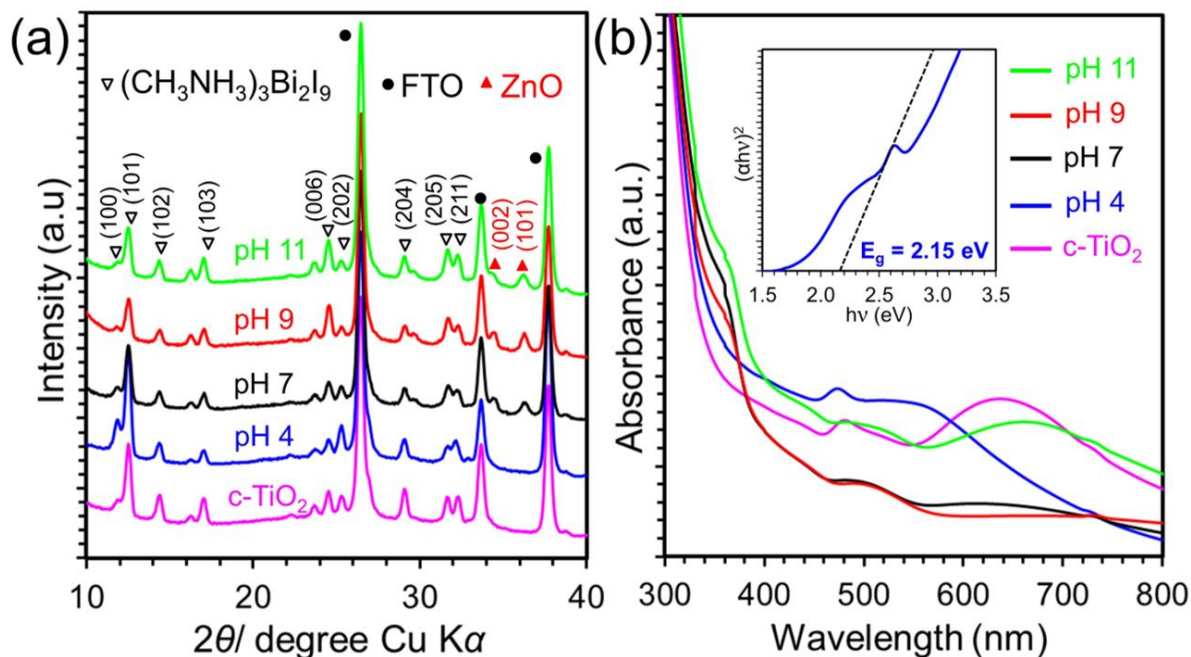 (a)
▿ (CH₃NH₃)₃Bi₂I₉ ● FTO ▲ ZnO
(100)
(101)
(102)
(103)
(006)
(202)
(204)
(205)
(211)
(002)
(101)
pH 11
pH 9
pH 7
pH 4
c-TiO₂
Intensity (a.u)
10 20 30 40
2θ/ degree Cu Kα
(b)
(αhν)²
E_g = 2.15 eV
1.5 2.0 2.5 3.0 3.5
hν (eV)
pH 11
pH 9
pH 7
pH 4
c-TiO₂
Absorbance (a.u.)
300 400 500 600 700 800
Wavelength (nm)